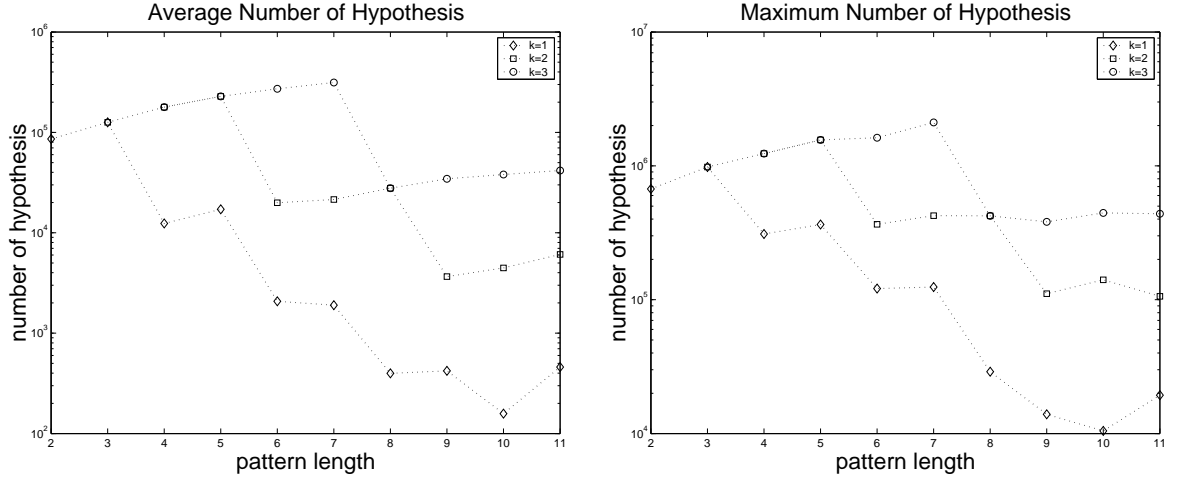 Average Number of Hypothesis
10^6
10^5
10^4
10^3
10^2
number of hypothesis
k=1
k=2
k=3
2 3 4 5 6 7 8 9 10 11
pattern length
Maximum Number of Hypothesis
10^7
10^6
10^5
10^4
number of hypothesis
k=1
k=2
k=3
2 3 4 5 6 7 8 9 10 11
pattern length